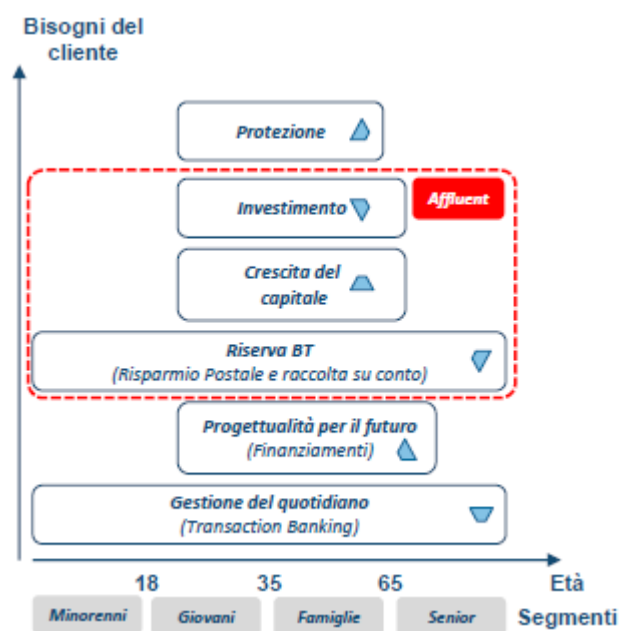 Bisogni del
cliente
Protezione
Investimento
Affluent
Crescita del
capitale
Riserva BT
(Risparmio Postale e raccolta su conto)
Progettualità per il futuro
(Finanziamenti)
Gestione del quotidiano
(Transaction Banking)
18 35 65 Età
Minorenni Giovani Famiglie Senior Segmenti